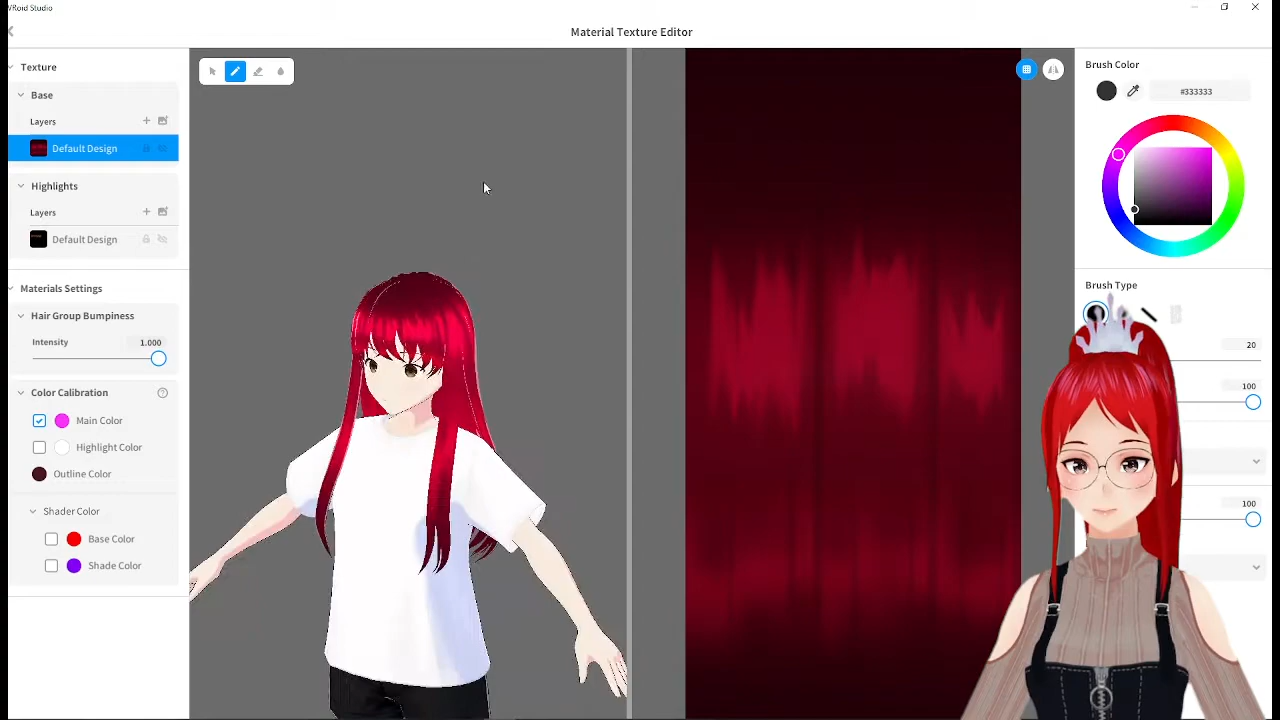 VRoid Studio
Material Texture Editor
Texture
Base
Layers
Default Design
Highlights
Layers
Default Design
Materials Settings
Hair Group Bumpiness
Intensity
1.000
Color Calibration
Main Color
Highlight Color
Outline Color
Shader Color
Base Color
Shade Color
Brush Color
#333333
Brush Type
20
100
100